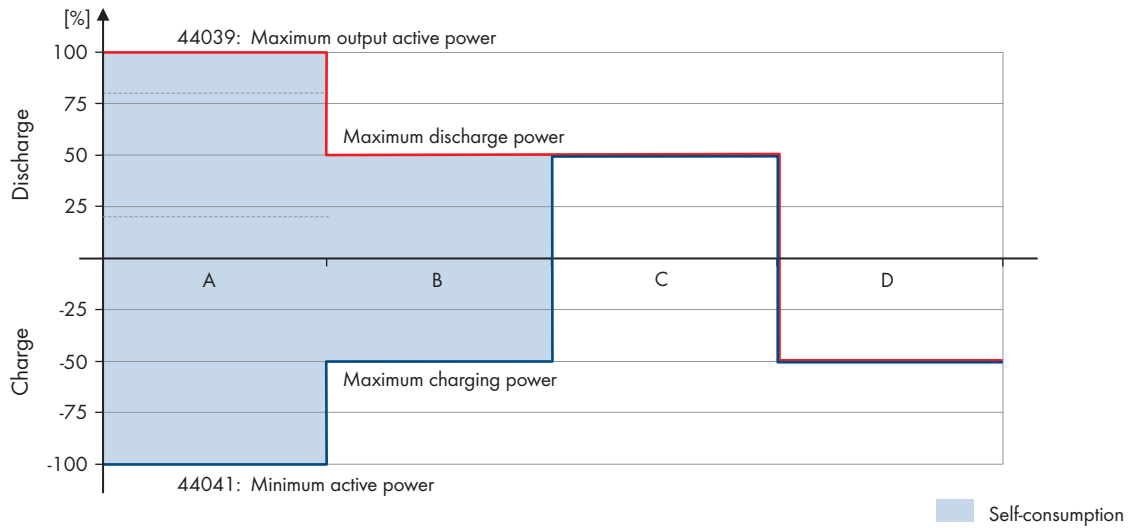 [%]
44039: Maximum output active power
100
75
Maximum discharge power
50
25
Discharge
A
B
C
D
-25
-50
Maximum charging power
-75
-100
Charge
44041: Minimum active power
Self-consumption